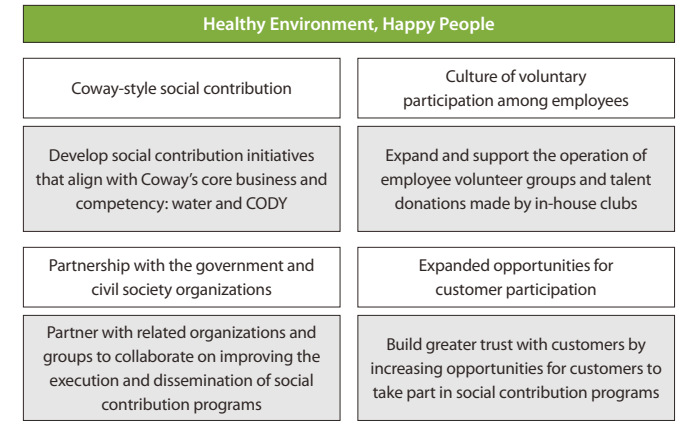 Healthy Environment, Happy People
Coway-style social contribution
Culture of voluntary
participation among employees
Develop social contribution initiatives
that align with Coway’s core business and
competency: water and CODY
Expand and support the operation of
employee volunteer groups and talent
donations made by in-house clubs
Partnership with the government and
civil society organizations
Expanded opportunities for
customer participation
Partner with related organizations and
groups to collaborate on improving the
execution and dissemination of social
contribution programs
Build greater trust with customers by
increasing opportunities for customers to
take part in social contribution programs